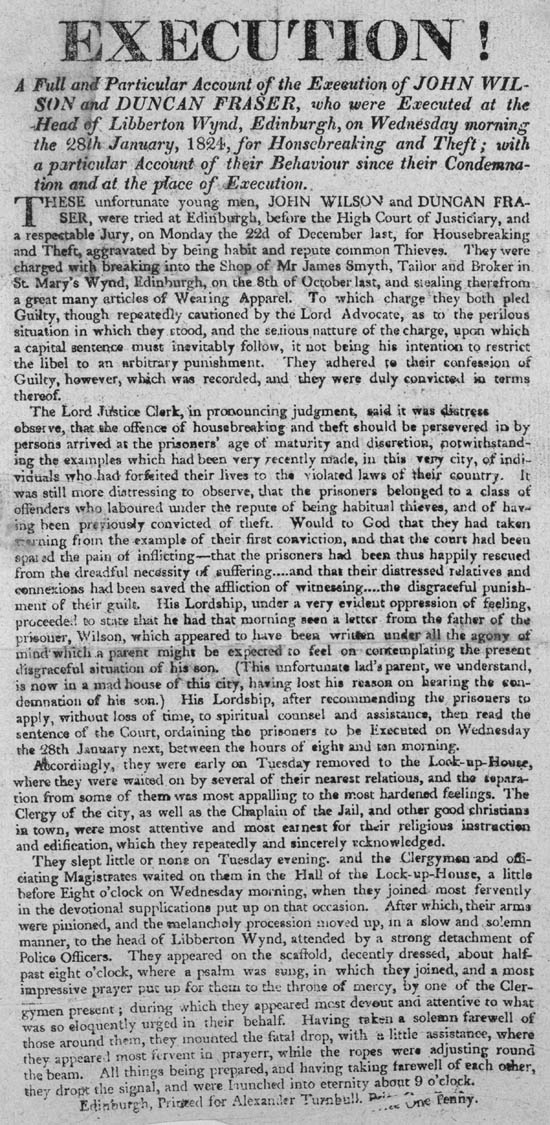 EXECUTION!
A Full and Particular Account of the Execution of JOHN WIL-
SON and DUNCAN FRASER, who were Executed at the
Head of Libberton Wynd, Edinburgh, on Wednesday morning
the 28th January, 1824, for Honsebreaking and Theft; with
a particular Account of their Behaviour since their Condemna-
tion and at the place of Execution.
THESE unfortunate young men, JOHN WILSON and DUNCAN FRA-
SER, were tried at Edinburgh, before the High Court of Justiciary, and
a respectable Jury, on Monday the 22d of December last, for Housebreaking
and Theft, aggravated by being habit and repute common Thieves. They were
charged with breaking into the Shop of Mr James Smyth, Tailor and Broker in
St. Mary's Wynd, Edinburgh, on the 8th of October last, and stealing therefrom
a great many articles of Wearing Apparel. To which charge they both pled
Guilty, though repeatedly cautioned by the Lord Advocate, as to the perilous
situation in which they stood, and the serious natture of the charge, upon which
a capital sentence must inevitably follow, it not being his intention to restrict
the libel to an arbitrary punishment. They adhered to their confession of
Guilty, however, which was recorded, and they were duly convicted in terms
thereof.
The Lord Justice Clerk, in pronouncing judgment, said it was distress
observe, that the offence of housebreaking and theft should be persevered in by
persons arrived at the prisoners' age of maturity and discretion, notwithstand-
ing the examples which had been very recently made, in this very city, of indi-
viduals who had forfeited their lives to the violated laws of their country. It
was still more distressing to observe, that the prisoners belonged to a class of
offenders who laboured under the repute of being habitual thieves, and of hav-
ing been previously convicted of theft. Would to God that they had taken
warning from the example of their first conviction, and that the court had been
spared the pain of inflicting—that the prisoners had been thus happily rescued
from the dreadful necessity of suffering....and that their distressed relatives and
connexions had been saved the affliction of witnessing....the disgraceful punish-
ment of their guilt. His Lordship, under a very evident oppression of feeling,
proceeded to state that he had that morning seen a letter from the father of the
prisoner, Wilson, which appeared to have been written under all the agony of
mind which a parent might be expected to feel on contemplating the present
disgraceful situation of his son. (This unfortunate lad's parent, we understand,
is now in a mad house of this city, having lost his reason on hearing the con-
demnation of his son.) His Lordship, after recommending the prisoners to
apply, without loss of time, to spiritual counsel and assistance, then read the
sentence of the Court, ordaining the prisoners to be Executed on Wednesday
the 28th January next, between the hours of eight and ten morning.
Accordingly, they were early on Tuesday removed to the Lock-up-House,
where they were waited on by several of their nearest relations, and the separa-
tion from some of them was most appalling to the most hardened feelings. The
Clergy of the city, as well as the Chaplain of the Jail, and other good christians
in town, were most attentive and most earnest for their religious instruction
and edification, which they repeatedly and sincerely acknowledged.
They slept little or none on Tuesday evening. and the Clergymen and offi-
ciating Magistrates waited on them in the Hall of the Lock-up-House, a little
before Eight o'clock on Wednesday morning, when they joined most fervently
in the devotional supplications put up on that occasion. After which, their arms
were pinioned, and the melancholy procession moved up, in a slow and solemn
manner, to the head of Libberton Wynd, attended by a strong detachment of
Police Officers. They appeared on the scaffold, decently dressed, about half-
past eight o'clock, where a psalm was sung, in which they joined, and a most
impressive prayer put up for them to the throne of mercy, by one of the Cler-
gymen present; during which they appeared most devout and attentive to what
was so eloquently urged in their behalf. Having taken a solemn farewell of
those around them, they mounted the fatal drop, with a little assistance, where
they appeared most fervent in prayerr, while the ropes were adjusting round
the beam. All things being prepared, and having taking farewell of each other,
they dropt the signal, and were launched into eternity about 9 o'clock.
Edinburgh, Printed for Alexander Turnbull. Price One Penny.